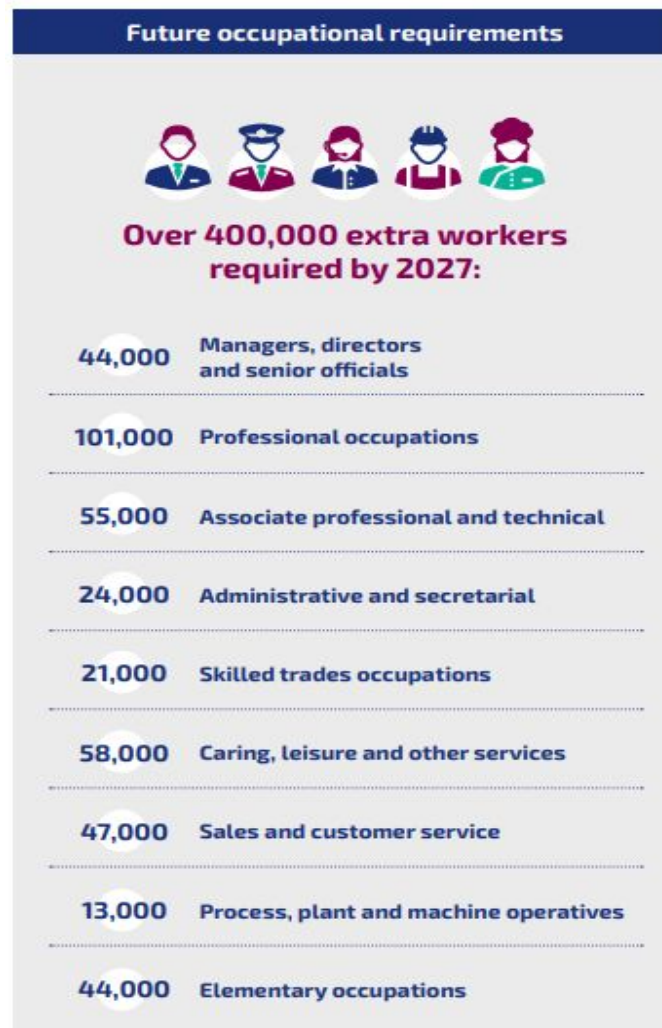 Future occupational requirements
Over 400,000 extra workers
required by 2027:
44,000 Managers, directors
and senior officials
101,000 Professional occupations
55,000 Associate professional and technical
24,000 Administrative and secretarial
21,000 Skilled trades occupations
58,000 Caring, leisure and other services
47,000 Sales and customer service
13,000 Process, plant and machine operatives
44,000 Elementary occupations